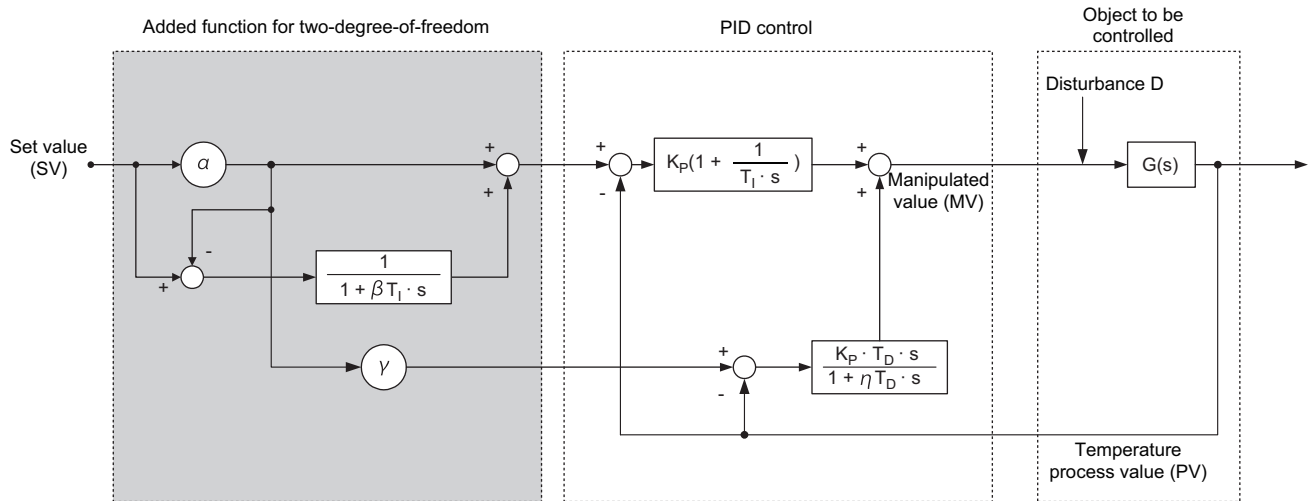 Added function for two-degree-of-freedom
PID control
Object to be
controlled
Disturbance D
Set value
(SV)
α
+
+
+
-
K_P(1 + 1/(T_I · s))
+
+
Manipulated
value (MV)
G(s)
-
+
1/(1 + βT_I · s)
γ
+
-
K_P · T_D · s/(1 + ηT_D · s)
Temperature
process value (PV)